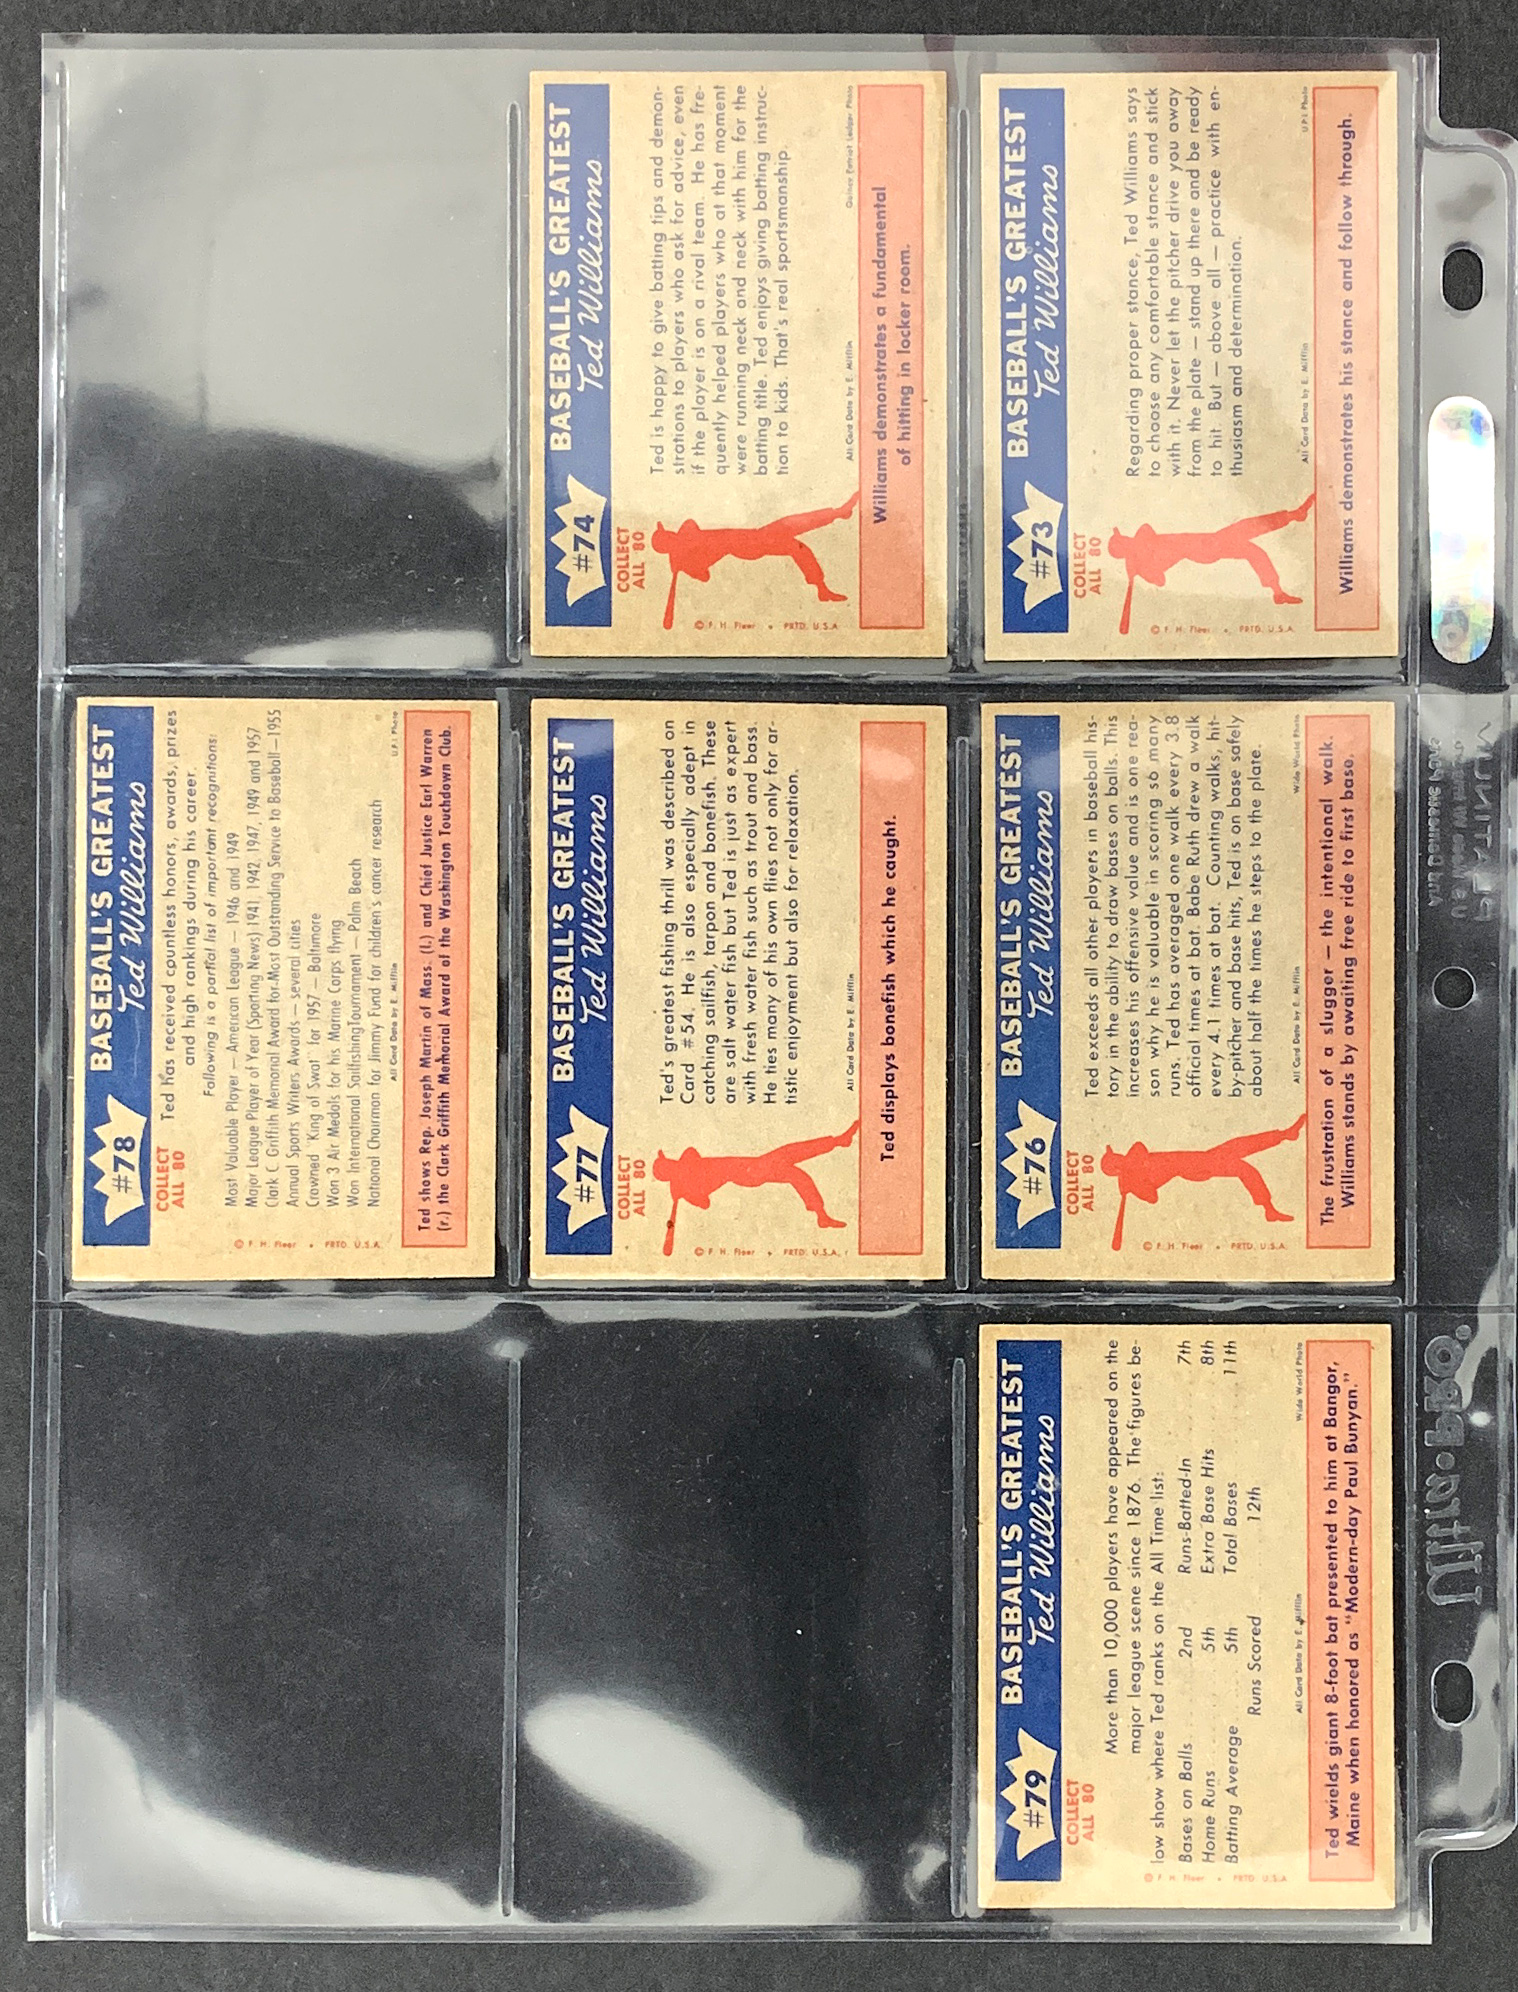 #78
BASEBALL'S GREATEST
Ted Williams
COLLECT
ALL 80
Ted has received countless honors, awards, prizes
and high rankings during his career.
Following is a partial list of important recognitions:
Most Valuable Player — American League — 1946 and 1949
Major League Player of Year (Sporting News) 1941, 1942, 1947, 1949 and 1957
Clark C. Griffith Memorial Award for Most Outstanding Service to Baseball—1955
Annual Sports Writers Awards — several cities
Crowned "King of Swat" for 1957 — Baltimore
Won 3 Air Medals for his Marine Corps flying
Won International Sailfishing Tournament — Palm Beach
National Chairman for Jimmy Fund for children's cancer research
All Card Data by E. Mifflin
U.P.I. Photo
© F. H. Fleer • PRTD. U.S.A.
Ted shows Rep. Joseph Martin of Mass. (l.) and Chief Justice Earl Warren
(r.) the Clark Griffith Memorial Award of the Washington Touchdown Club.
#74
BASEBALL'S GREATEST
Ted Williams
COLLECT
ALL 80
Ted is happy to give batting tips and demon-
strations to players who ask for advice, even
if the player is on a rival team. He has fre-
quently helped players who at that moment
were running neck and neck with him for the
batting title. Ted enjoys giving batting instruc-
tion to kids. That's real sportsmanship.
All Card Data by E. Mifflin
Quincy Patriot Ledger Photo
© F. H. Fleer • PRTD. U.S.A.
Williams demonstrates a fundamental
of hitting in locker room.
#77
BASEBALL'S GREATEST
Ted Williams
COLLECT
ALL 80
Ted's greatest fishing thrill was described on
Card #54. He is also especially adept in
catching sailfish, tarpon and bonefish. These
are salt water fish but Ted is just as expert
with fresh water fish such as trout and bass.
He ties many of his own flies not only for ar-
tistic enjoyment but also for relaxation.
All Card Data by E. Mifflin
© F. H. Fleer • PRTD. U.S.A.
Ted displays bonefish which he caught.
#73
BASEBALL'S GREATEST
Ted Williams
COLLECT
ALL 80
Regarding proper stance, Ted Williams says
to choose any comfortable stance and stick
with it. Never let the pitcher drive you away
from the plate — stand up there and be ready
to hit. But — above all — practice with en-
thusiasm and determination.
All Card Data by E. Mifflin
U.P.I. Photo
© F. H. Fleer • PRTD. U.S.A.
Williams demonstrates his stance and follow through.
#76
BASEBALL'S GREATEST
Ted Williams
COLLECT
ALL 80
Ted exceeds all other players in baseball his-
tory in the ability to draw bases on balls. This
increases his offensive value and is one rea-
son why he is valuable in scoring so many
runs. Ted has averaged one walk every 3.8
official times at bat. Babe Ruth drew a walk
every 4.1 times at bat. Counting walks, hit-
by-pitcher and base hits, Ted is on base safely
about half the times he steps to the plate.
All Card Data by E. Mifflin
Wide World Photo
© F. H. Fleer • PRTD. U.S.A.
The frustration of a slugger — the intentional walk.
Williams stands by awaiting free ride to first base.
#79
BASEBALL'S GREATEST
Ted Williams
COLLECT
ALL 80
More than 10,000 players have appeared on the
major league scene since 1876. The figures be-
low show where Ted ranks on the All Time list:
Bases on Balls ..... 2nd Runs-Batted-In ..... 7th
Home Runs ..... 5th Extra Base Hits ..... 8th
Batting Average .... 5th Total Bases ..... 11th
Runs Scored ..... 12th
All Card Data by E. Mifflin
Wide World Photo
© F. H. Fleer • PRTD. U.S.A.
Ted wields giant 8-foot bat presented to him at Bangor,
Maine when honored as "Modern-day Paul Bunyan."